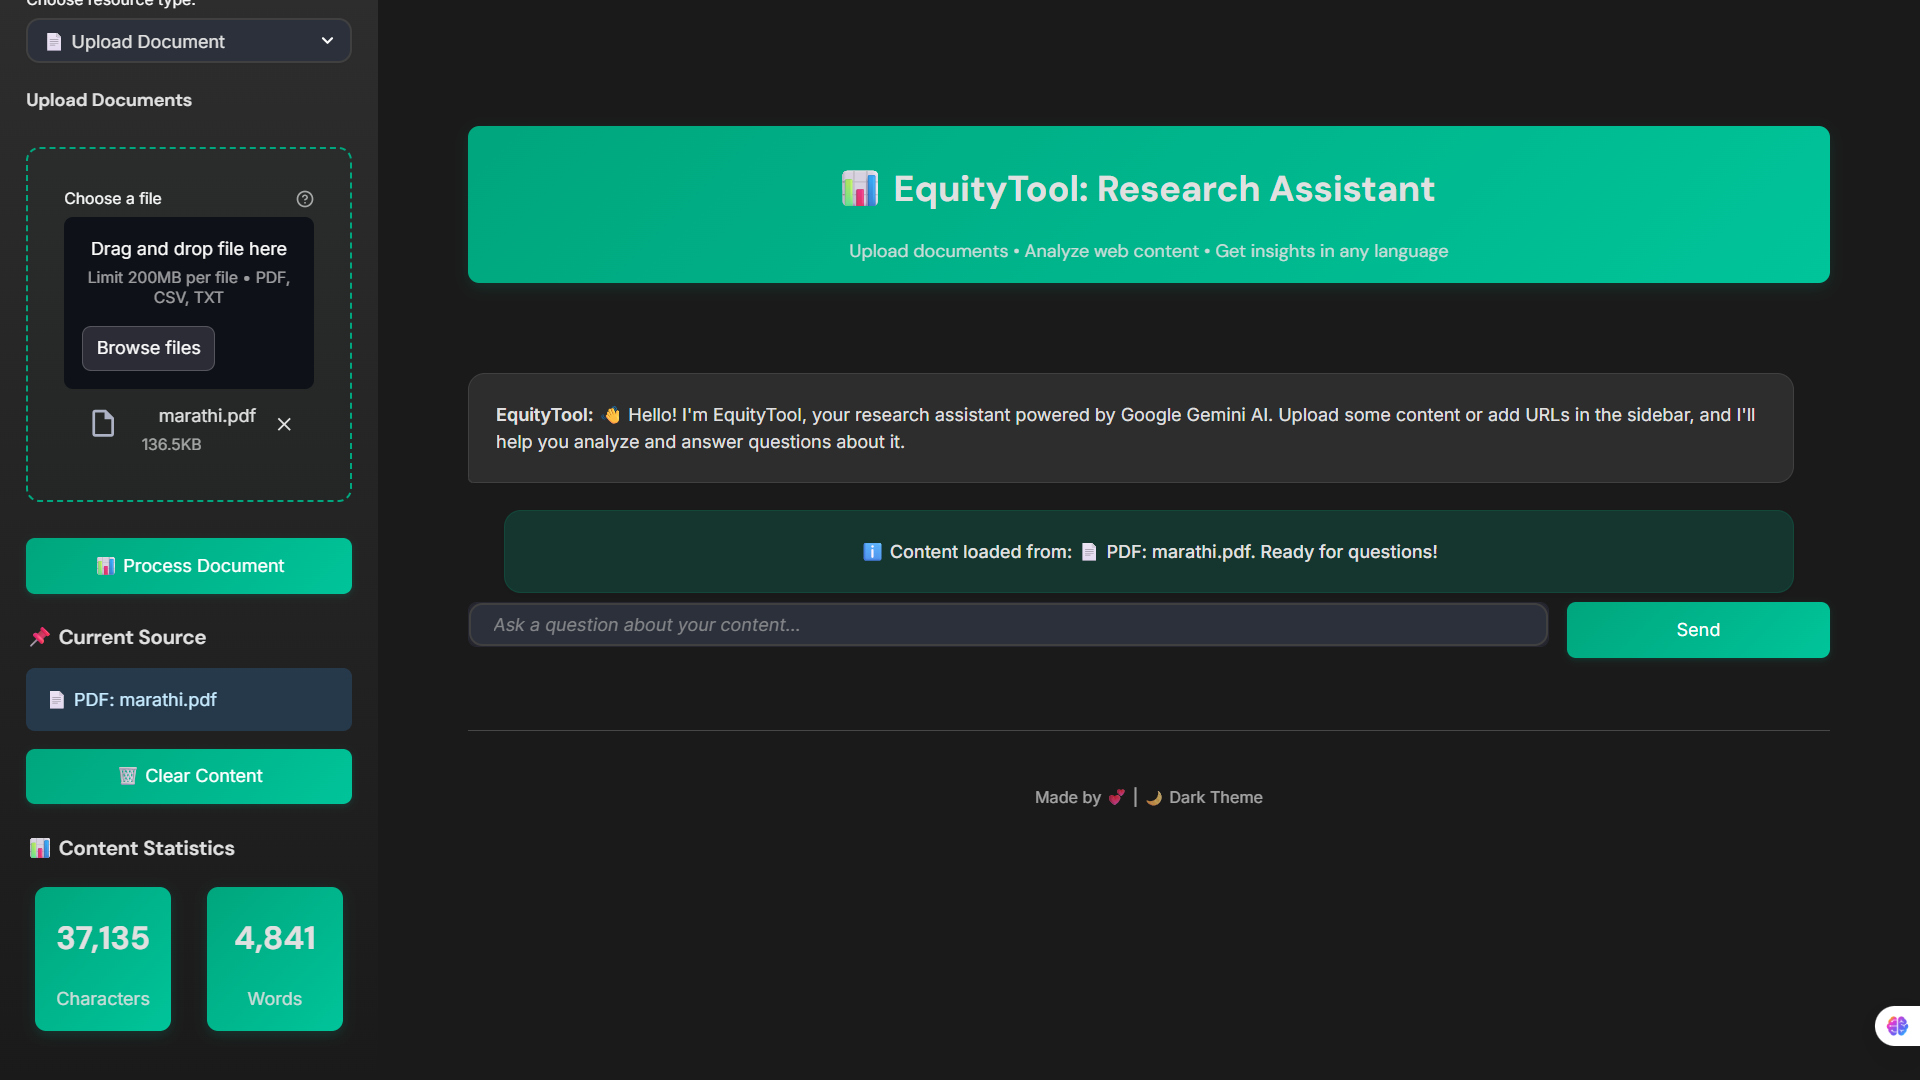 Choose resource type:
📄 Upload Document
Upload Documents
Choose a file
Drag and drop file here
Limit 200MB per file • PDF,
CSV, TXT
Browse files
marathi.pdf
136.5KB
📊 Process Document
📌 Current Source
📄 PDF: marathi.pdf
🗑️ Clear Content
📊 Content Statistics
37,135
Characters
4,841
Words
📊 EquityTool: Research Assistant
Upload documents • Analyze web content • Get insights in any language
EquityTool: 👋 Hello! I'm EquityTool, your research assistant powered by Google Gemini AI. Upload some content or add URLs in the sidebar, and I'll
help you analyze and answer questions about it.
ℹ️ Content loaded from: 📄 PDF: marathi.pdf. Ready for questions!
Ask a question about your content...
Send
Made by 💕 | 🌙 Dark Theme